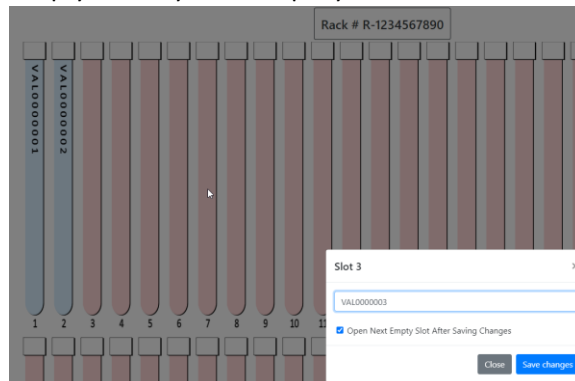 Rack # R-1234567890
VAL0000001
VAL0000002
Slot 3
×
VAL0000003
Open Next Empty Slot After Saving Changes
Close
Save changes
1 2 3 4 5 6 7 8 9 10